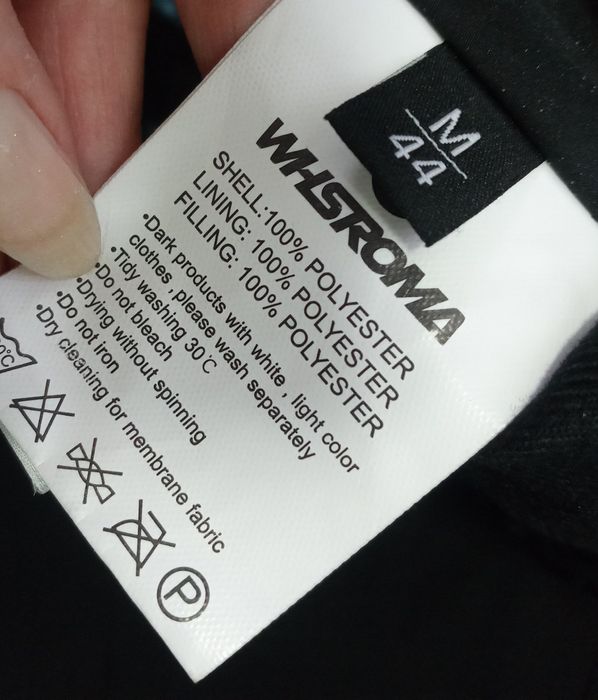 M
44
WHSROMA
SHELL:100% POLYESTER
LINING: 100% POLYESTER
FILLING: 100% POLYESTER
•Dark products with white , light color
clothes ,please wash separately
•Tidy washing 30℃
•Do not bleach
•Drying without spinning
•Do not iron
•Dry cleaning for membrane fabric
0℃
P